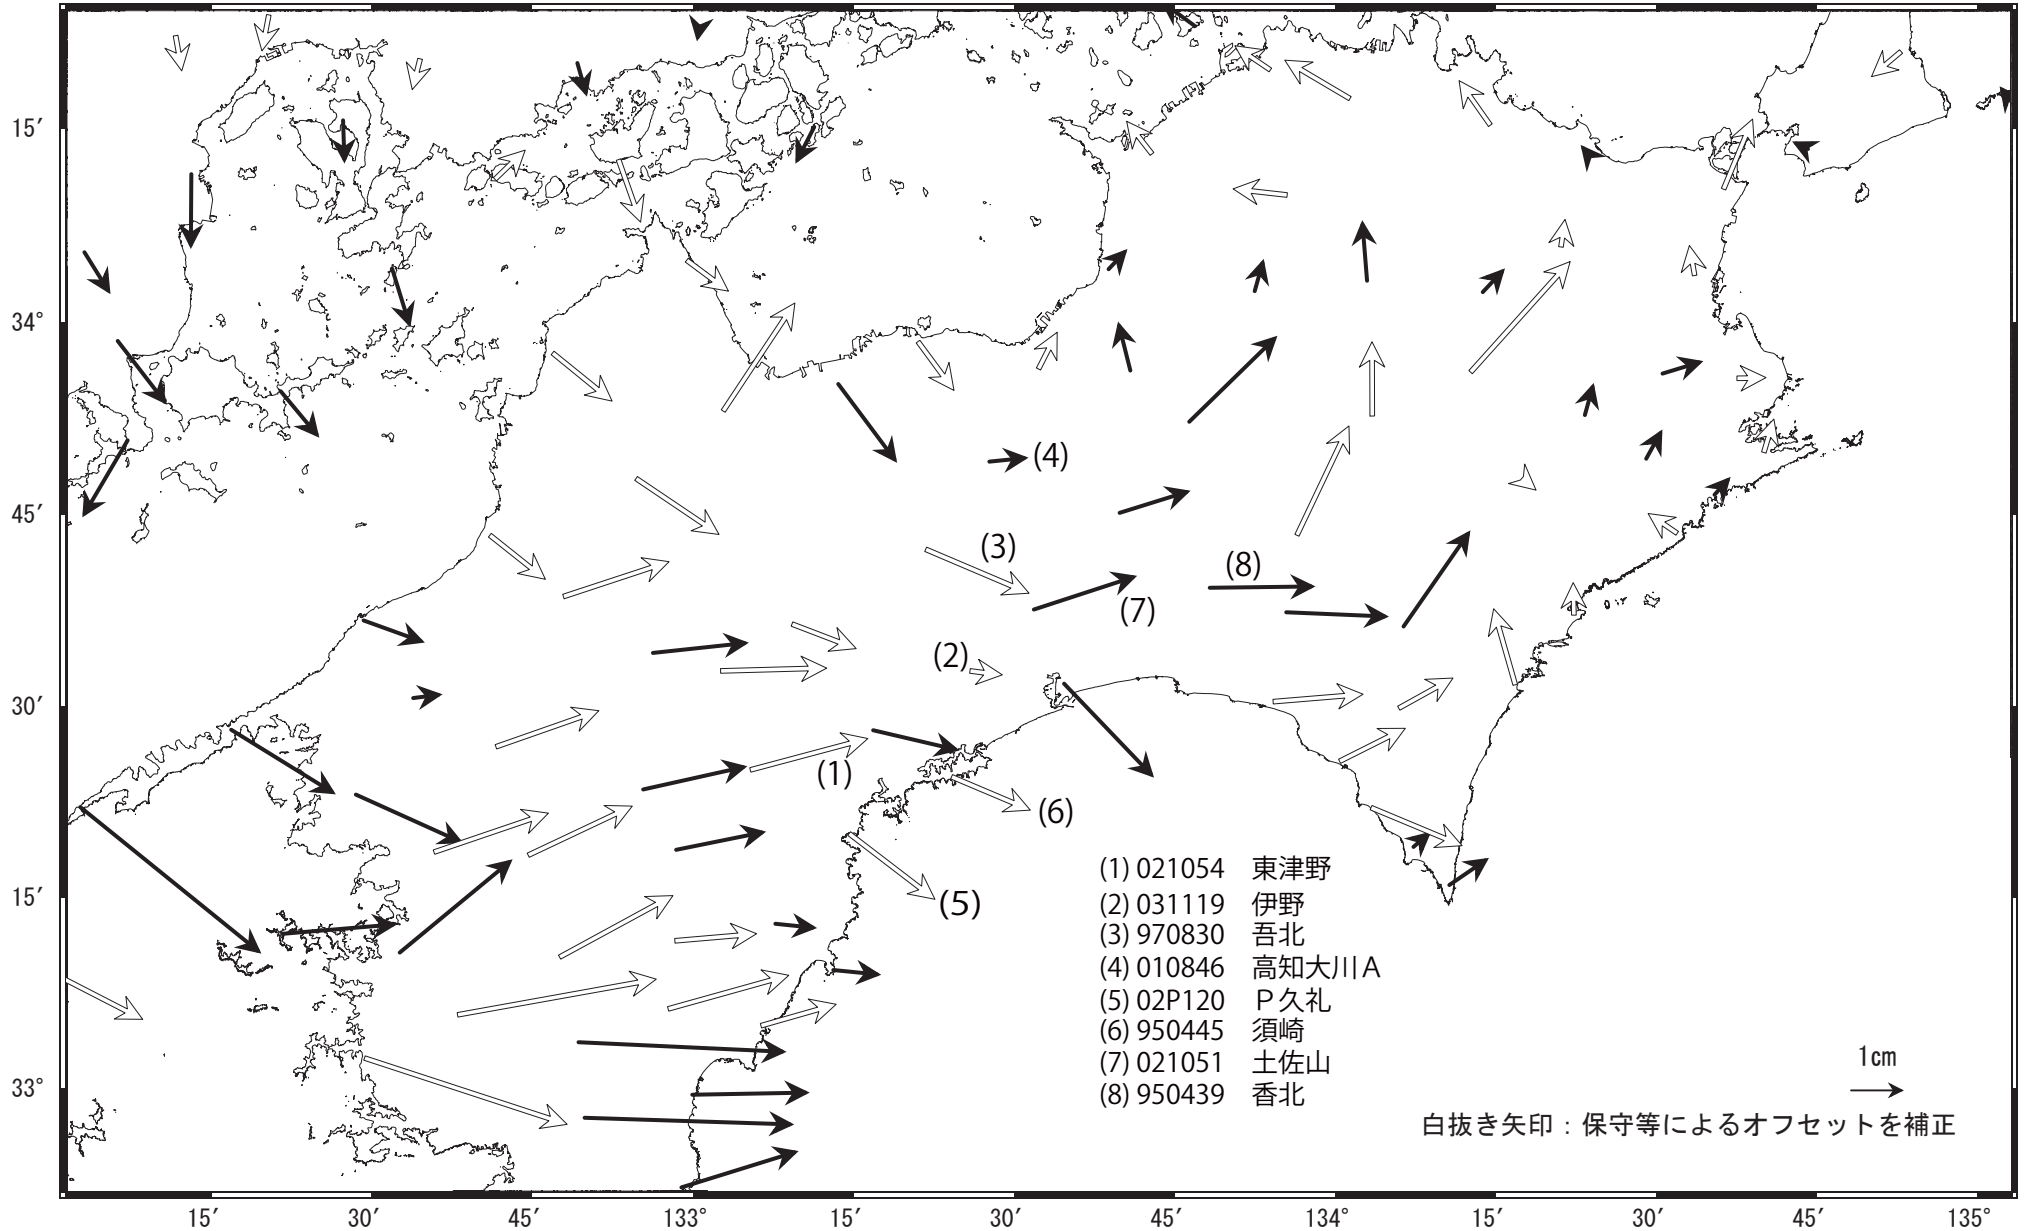 15′
34°
45′
30′
15′
33°
(4)
(3)
(8)
(7)
(2)
(1)
(6)
(5)
(1) 021054 東津野
(2) 031119 伊野
(3) 970830 吾北
(4) 010846 高知大川A
(5) 02P120 P久礼
(6) 950445 須崎
(7) 021051 土佐山
(8) 950439 香北
1cm
白抜き矢印：保守等によるオフセットを補正
15′ 30′ 45′ 133° 15′ 30′ 45′ 134° 15′ 30′ 45′ 135°